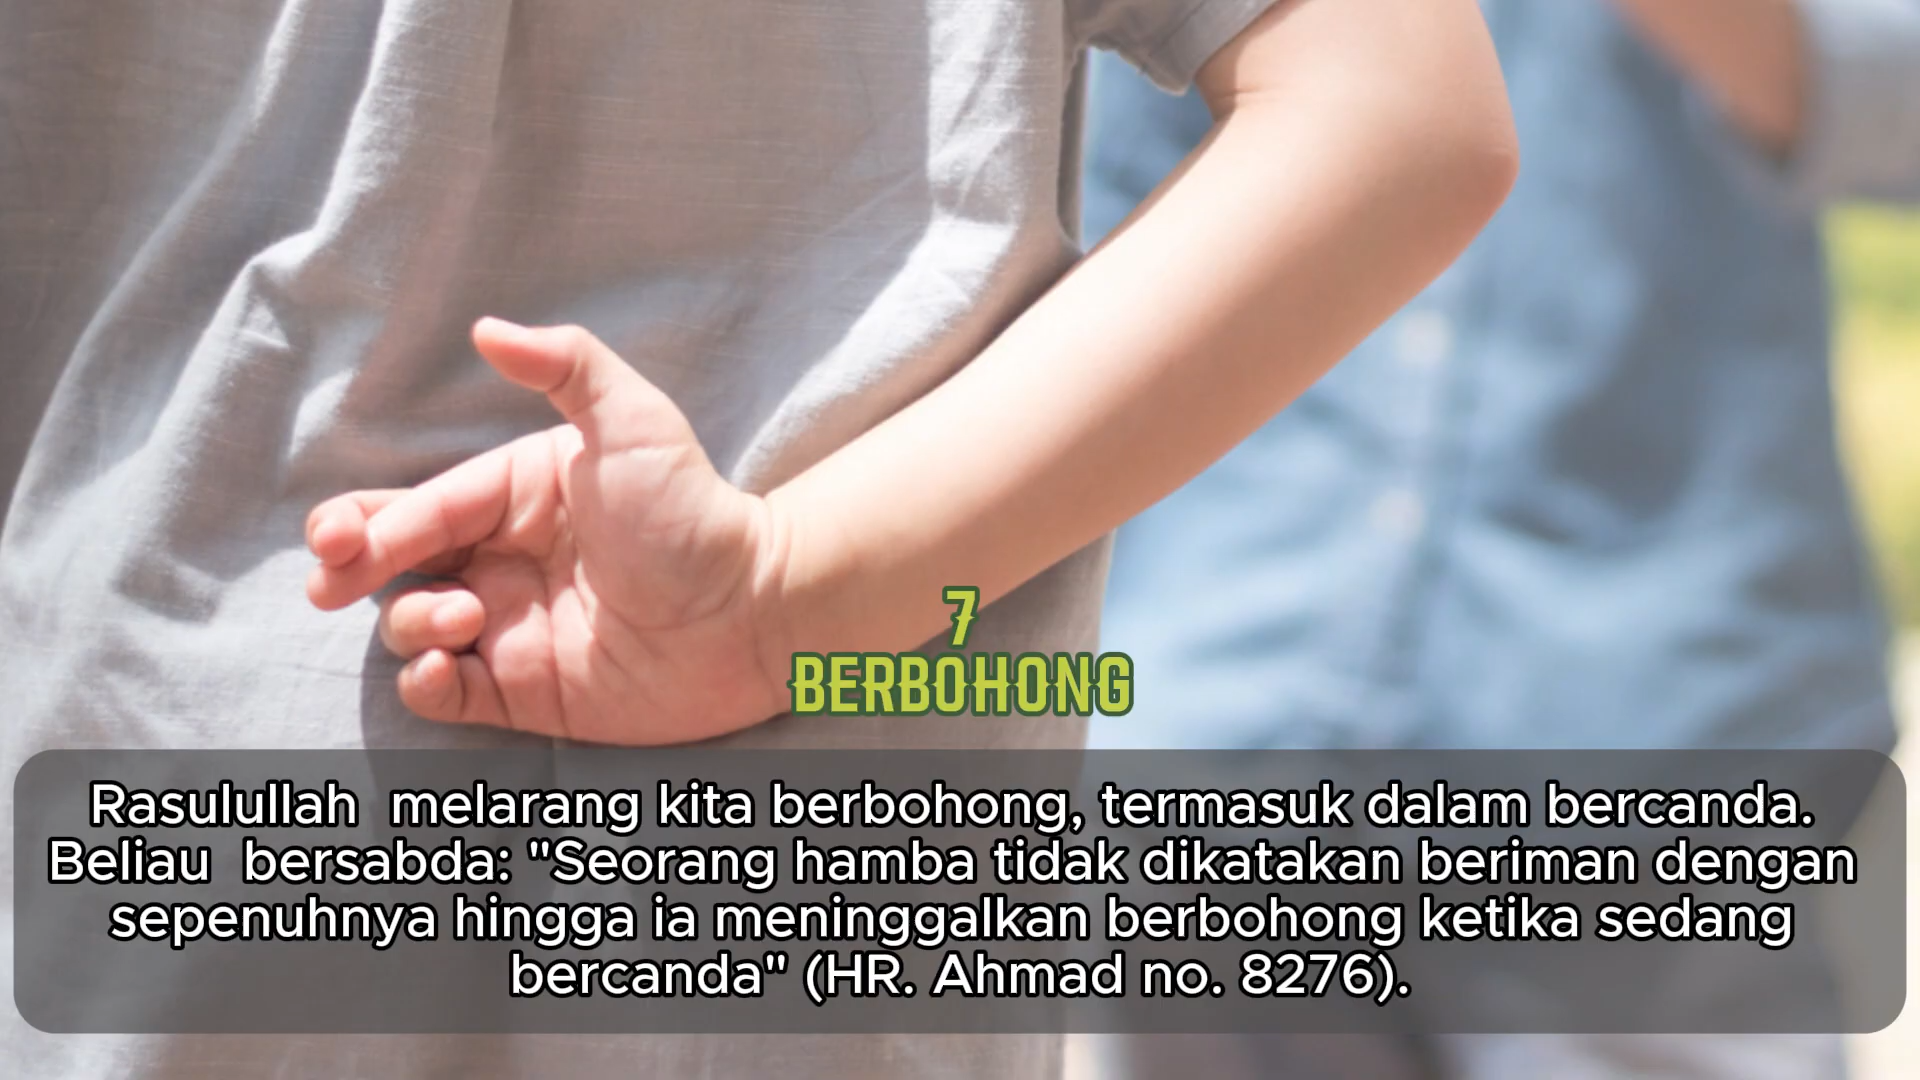 7
BERBOHONG
Rasulullah  melarang kita berbohong, termasuk dalam bercanda.
Beliau  bersabda: "Seorang hamba tidak dikatakan beriman dengan
sepenuhnya hingga ia meninggalkan berbohong ketika sedang
bercanda" (HR. Ahmad no. 8276).